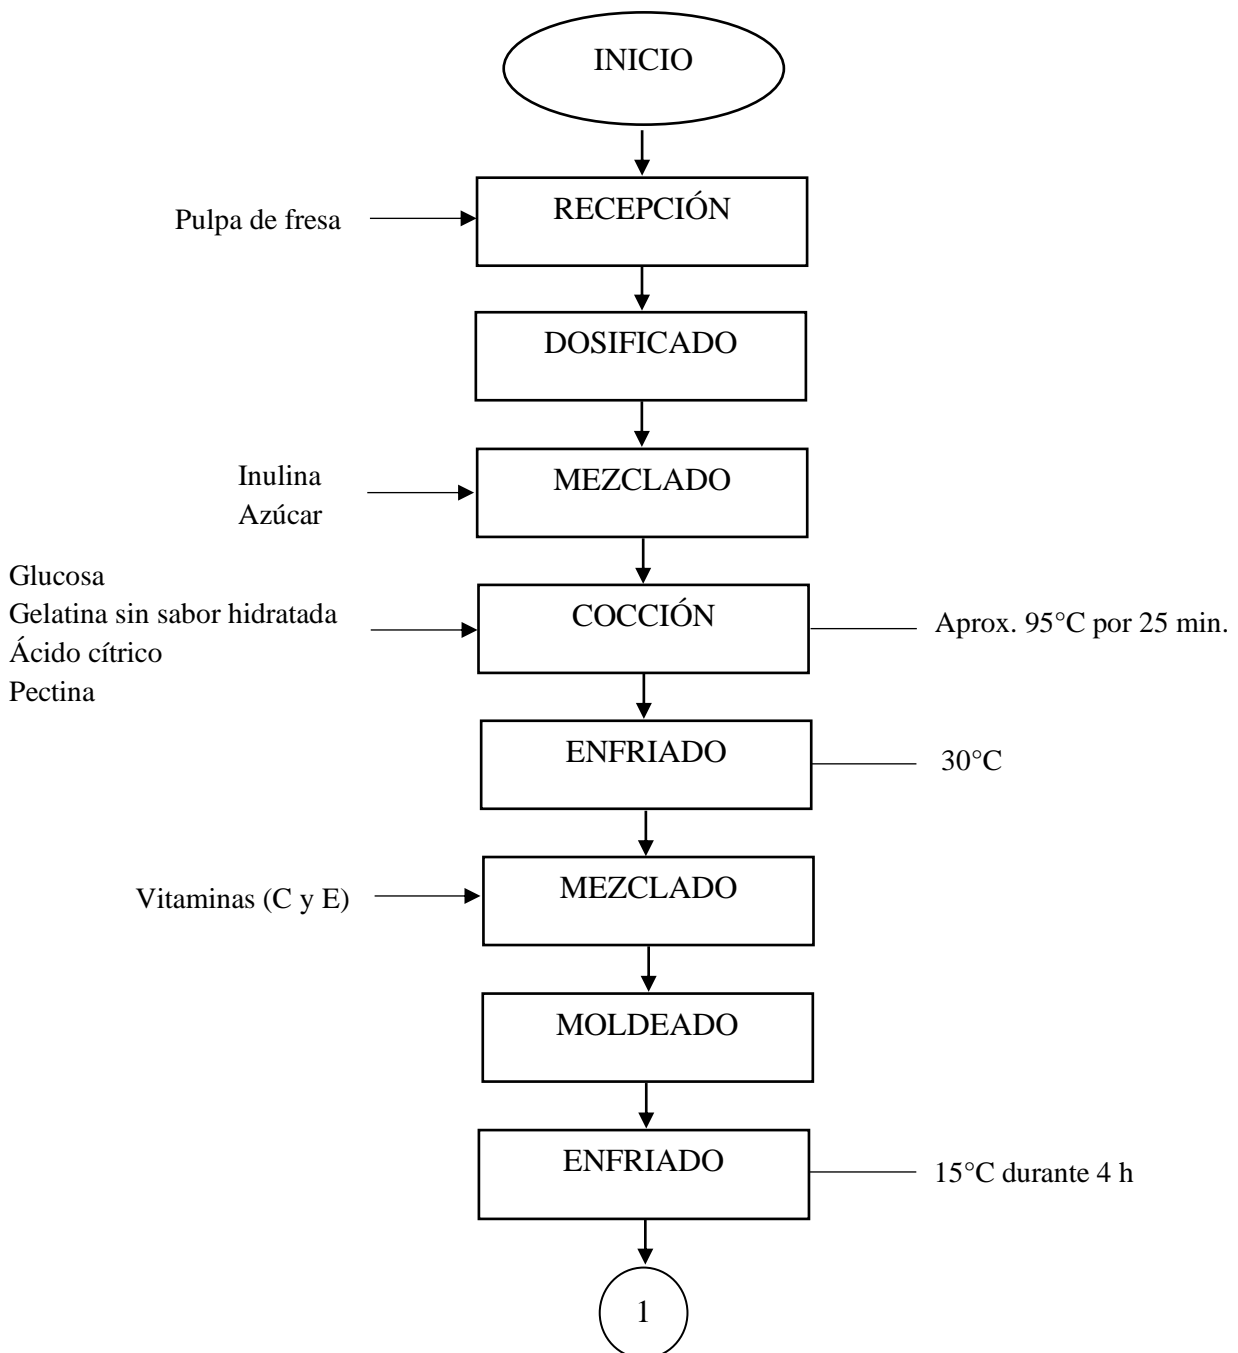 INICIO
Pulpa de fresa
RECEPCIÓN
DOSIFICADO
Inulina
Azúcar
MEZCLADO
Glucosa
Gelatina sin sabor hidratada
Ácido cítrico
Pectina
COCCIÓN
Aprox. 95°C por 25 min.
ENFRIADO
30°C
Vitaminas (C y E)
MEZCLADO
MOLDEADO
ENFRIADO
15°C durante 4 h
1